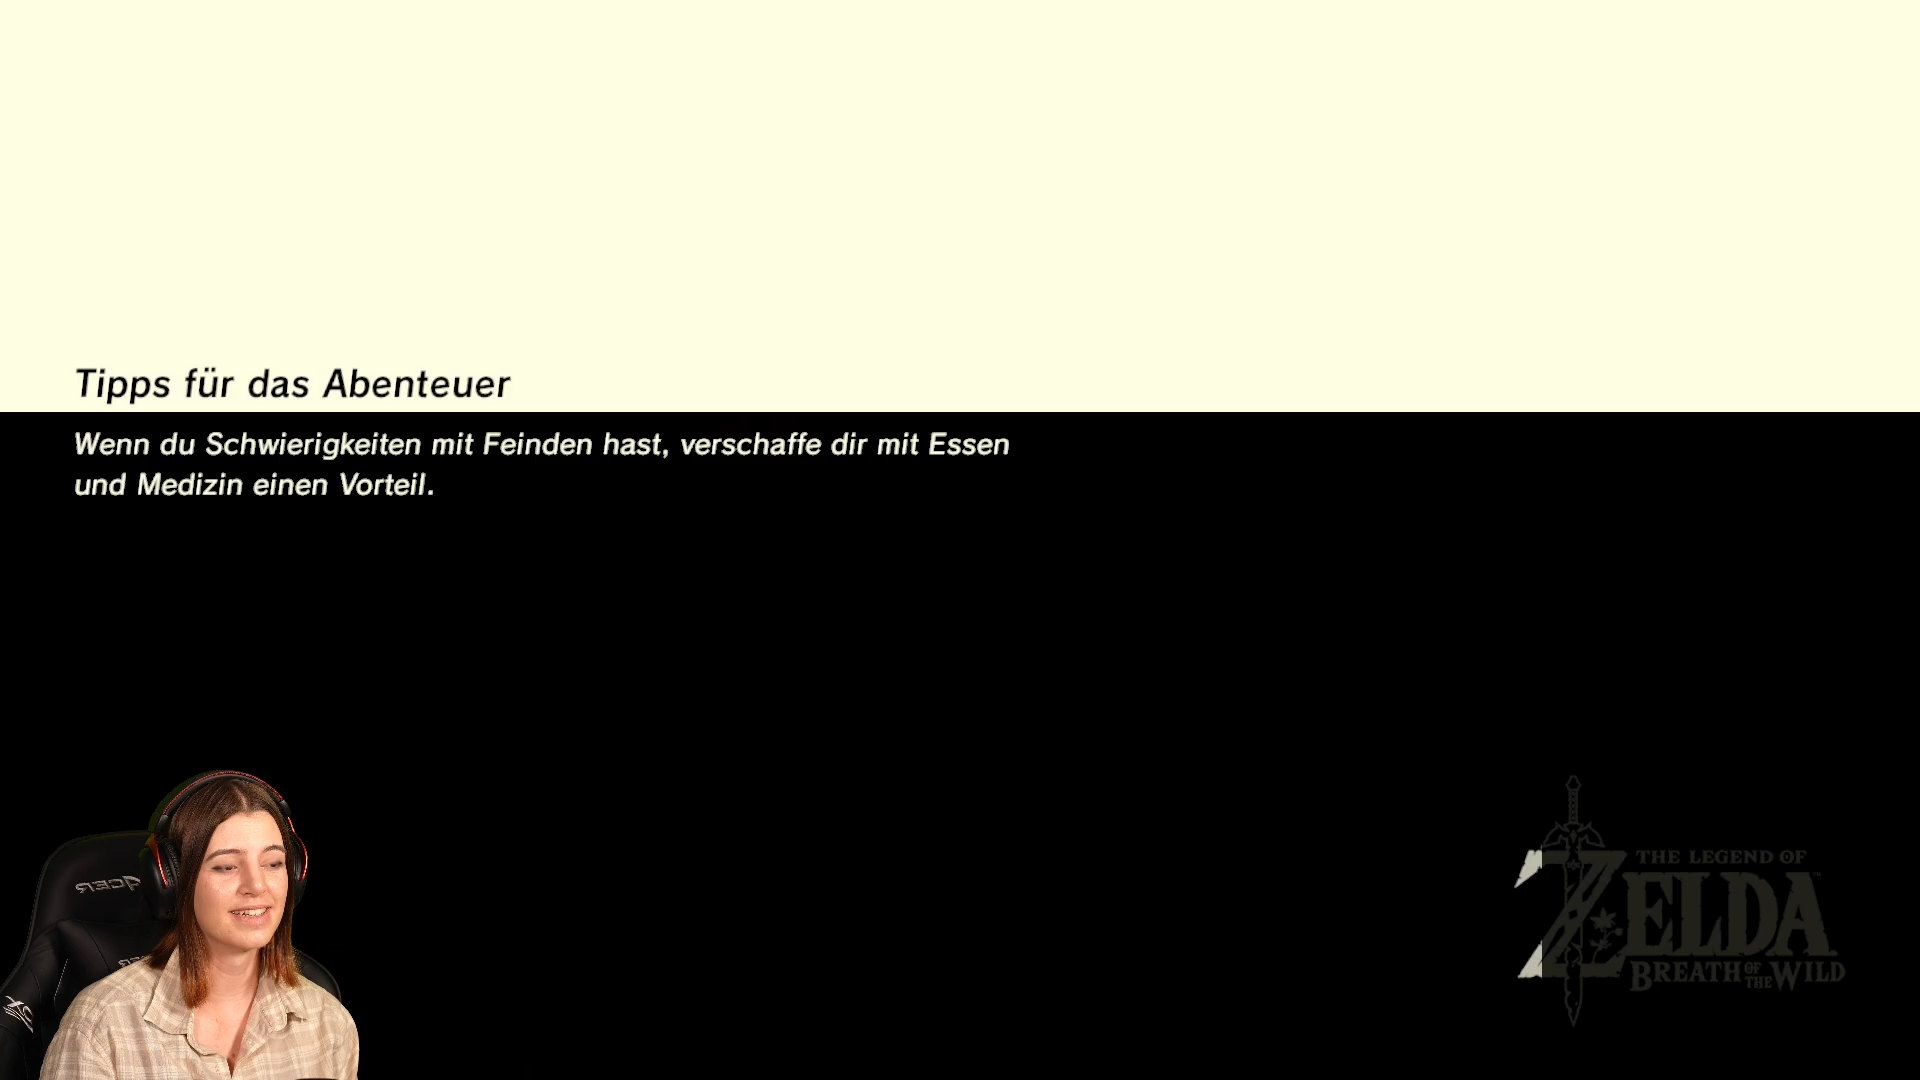 Tipps für das Abenteuer
Wenn du Schwierigkeiten mit Feinden hast, verschaffe dir mit Essen
und Medizin einen Vorteil.
THE LEGEND OF
ZELDA
BREATH OF THE WILD